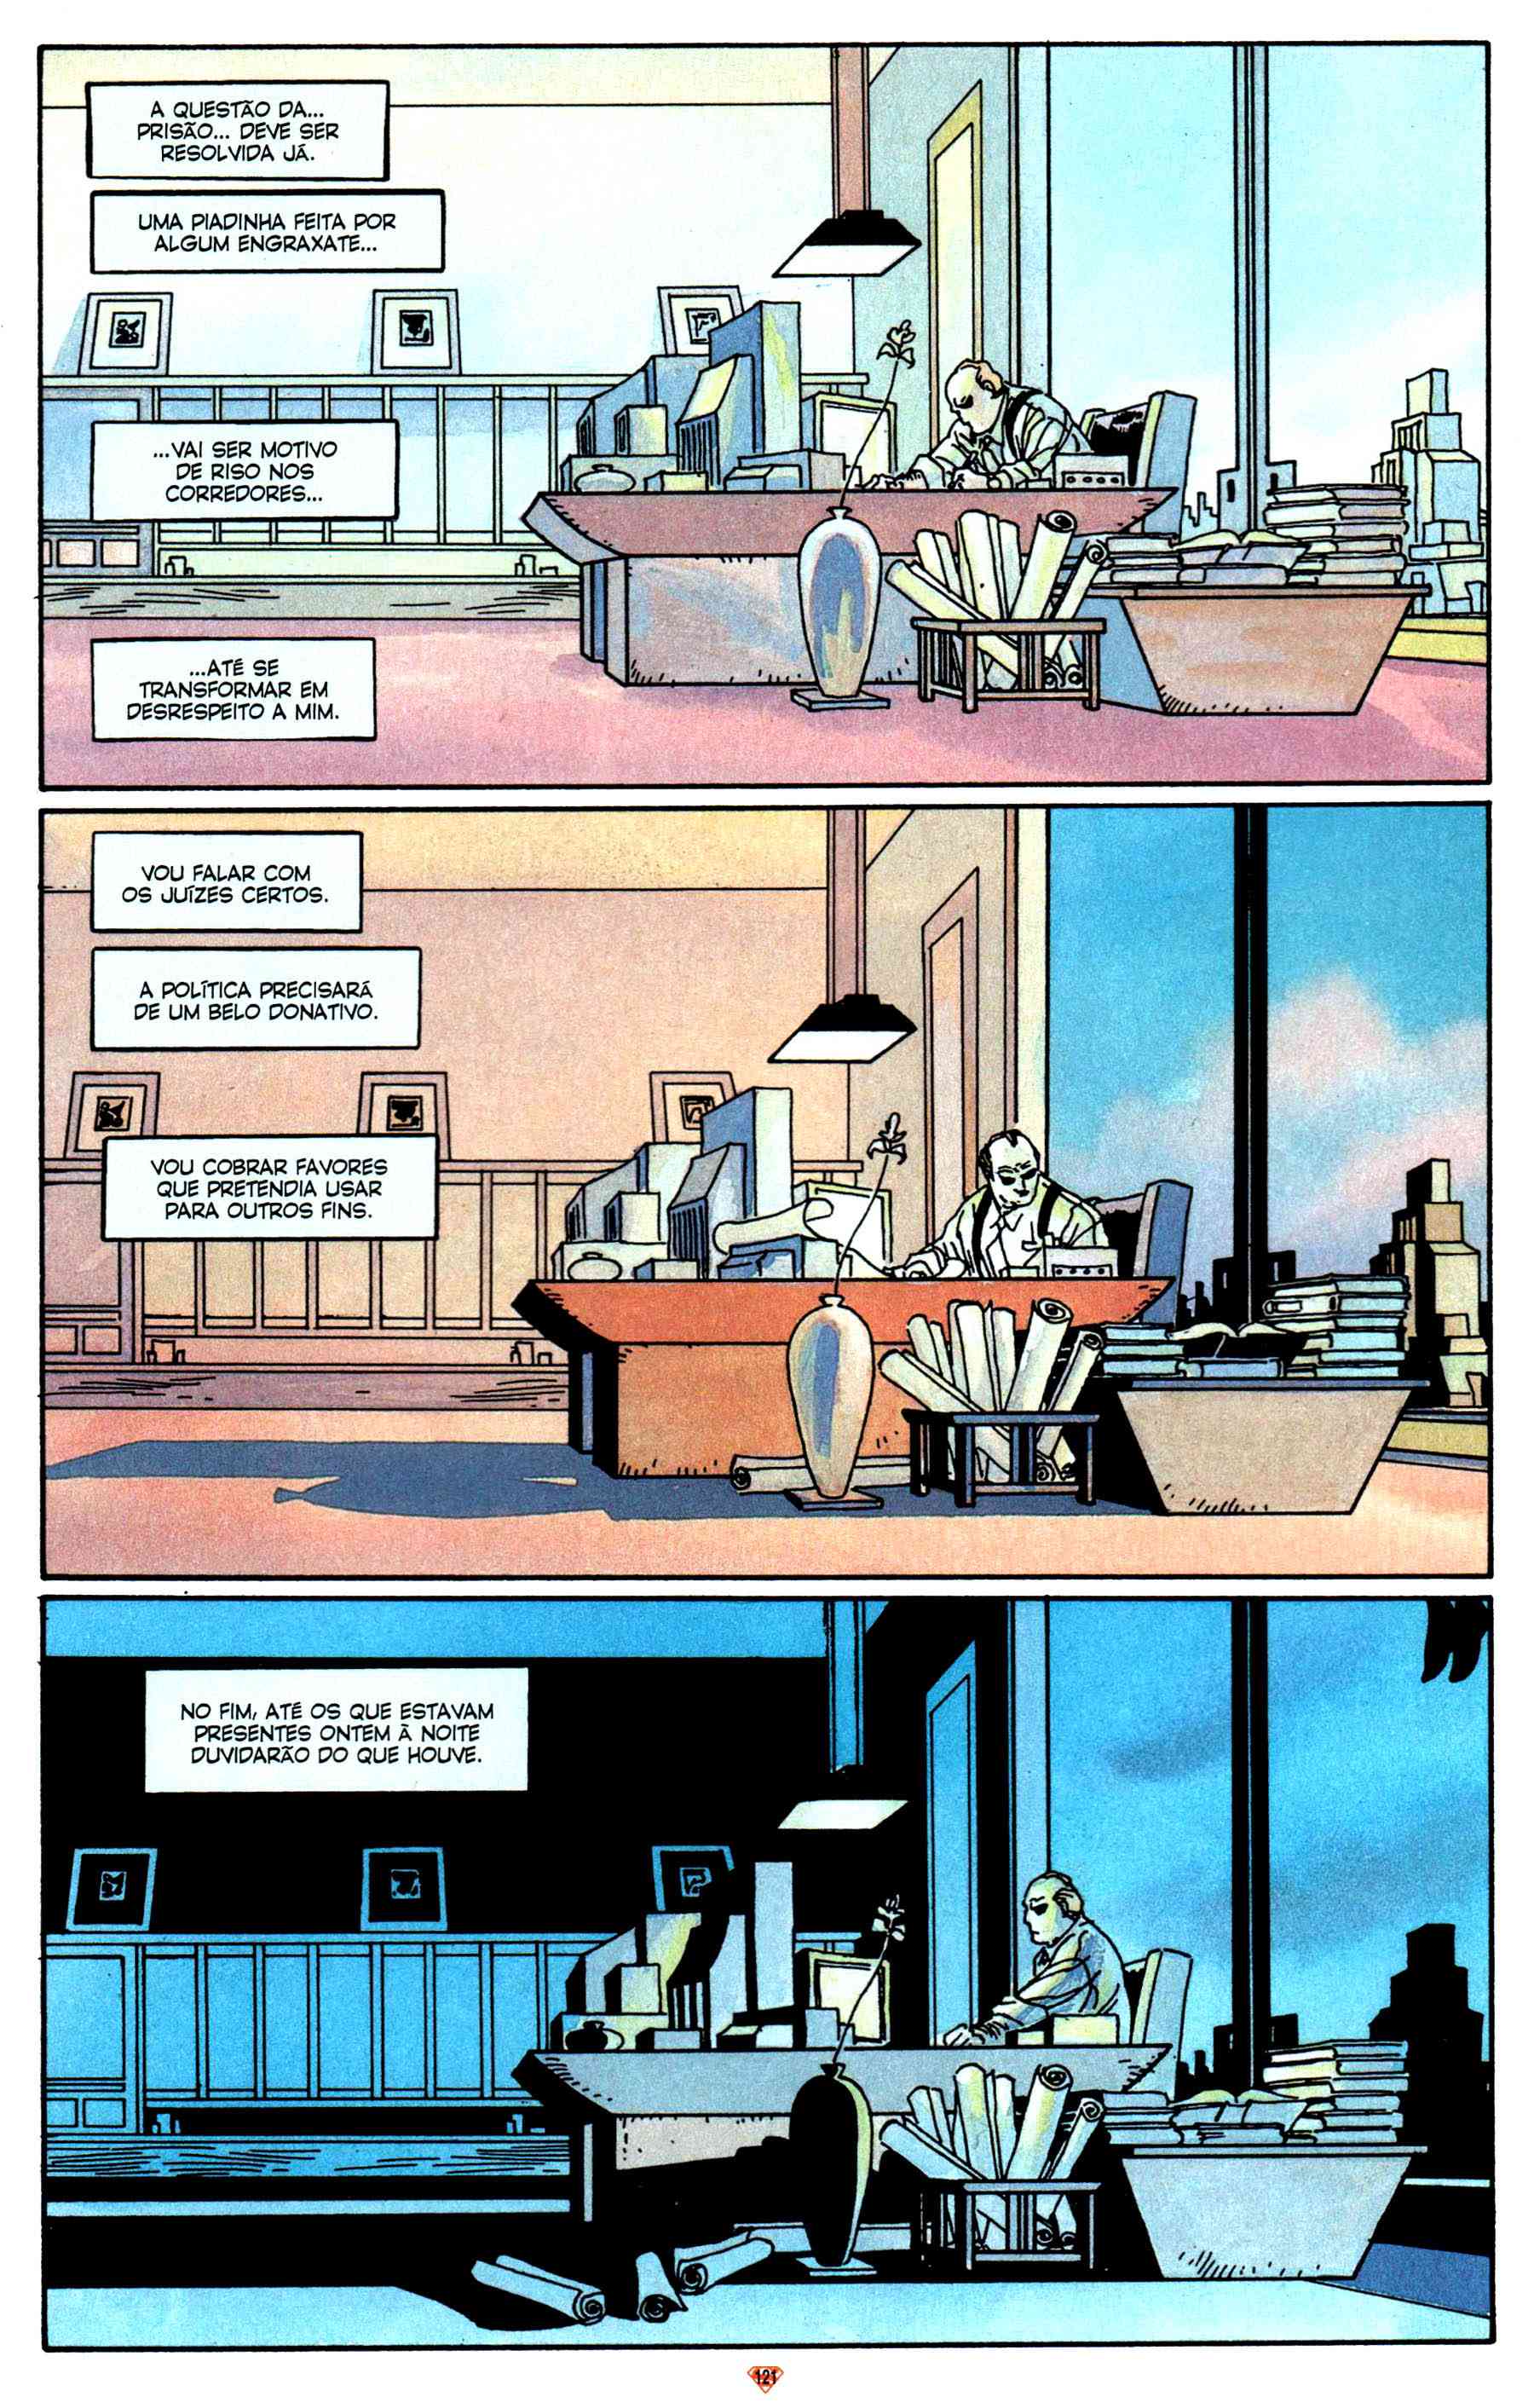 A QUESTÃO DA...
PRISÃO... DEVE SER
RESOLVIDA JÁ.
UMA PIADINHA FEITA POR
ALGUM ENGRAXATE...
...VAI SER MOTIVO
DE RISO NOS
CORREDORES...
...ATÉ SE
TRANSFORMAR EM
DESRESPEITO A MIM.
VOU FALAR COM
OS JUÍZES CERTOS.
A POLÍTICA PRECISARÁ
DE UM BELO DONATIVO.
VOU COBRAR FAVORES
QUE PRETENDIA USAR
PARA OUTROS FINS.
NO FIM, ATÉ OS QUE ESTAVAM
PRESENTES ONTEM À NOITE
DUVIDARÃO DO QUE HOUVE.
121